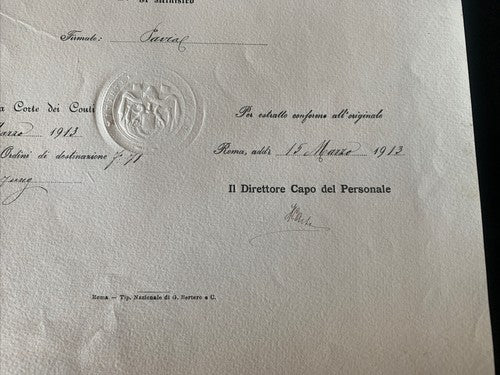 Firmato:
a Corte dei Conti
Marzo 1913
Ordini di destinazione f. 71
Per estratto conforme all'originale
Roma, addì 15 Marzo 1913
Il Direttore Capo del Personale
Roma — Tip. Nazionale di G. Bertero e C.